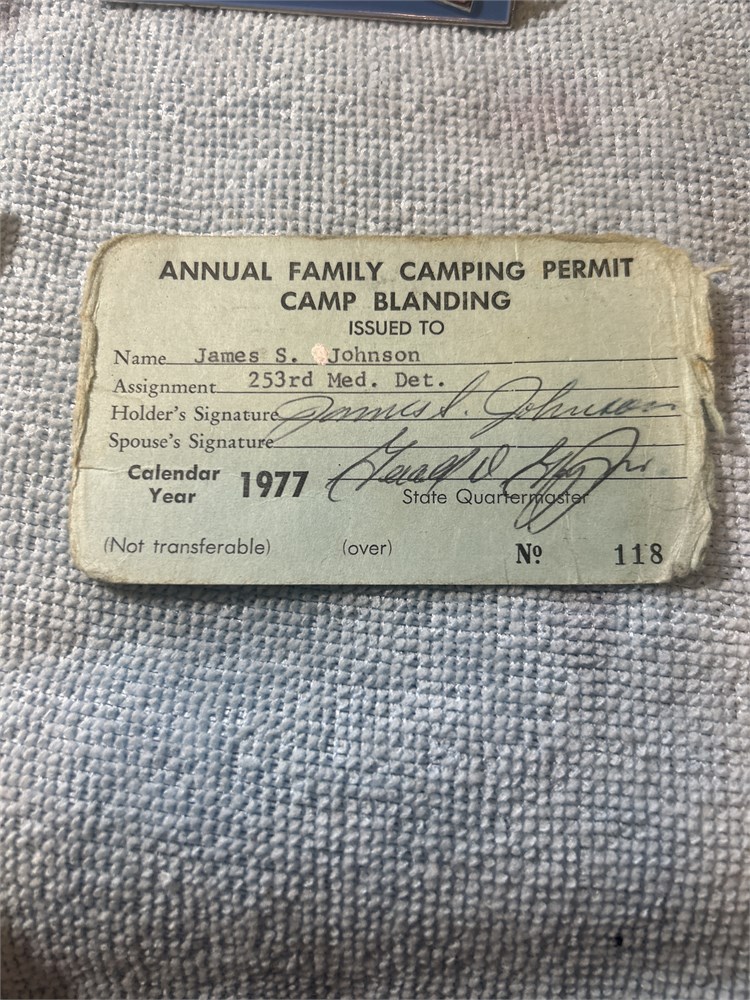 ANNUAL FAMILY CAMPING PERMIT
CAMP BLANDING
ISSUED TO
Name James S. Johnson
Assignment 253rd Med. Det.
Holder's Signature James S. Johnson
Spouse's Signature
Calendar Year 1977
State Quartermaster
(Not transferable) (over) Nº 118